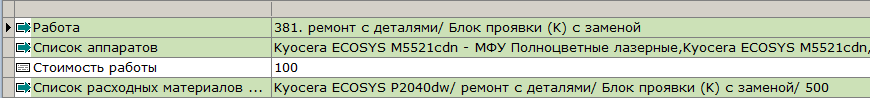 Работа 381. ремонт с деталями/ Блок проявки (K) с заменой
Список аппаратов Kyocera ECOSYS M5521cdn - МФУ Полноцветные лазерные,Kyocera ECOSYS M5521cdn,
Стоимость работы 100
Список расходных материалов ... Kyocera ECOSYS P2040dw/ ремонт с деталями/ Блок проявки (K) с заменой/ 500